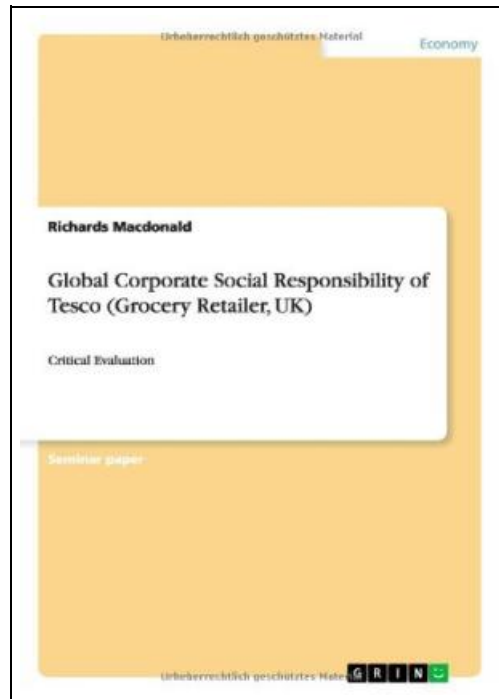 Urheberrechtlich geschütztes Material
Economy
Richards Macdonald
Global Corporate Social Responsibility of
Tesco (Grocery Retailer, UK)
Critical Evaluation
Seminar paper
Urheberrechtlich geschütztes Mate
GRIN